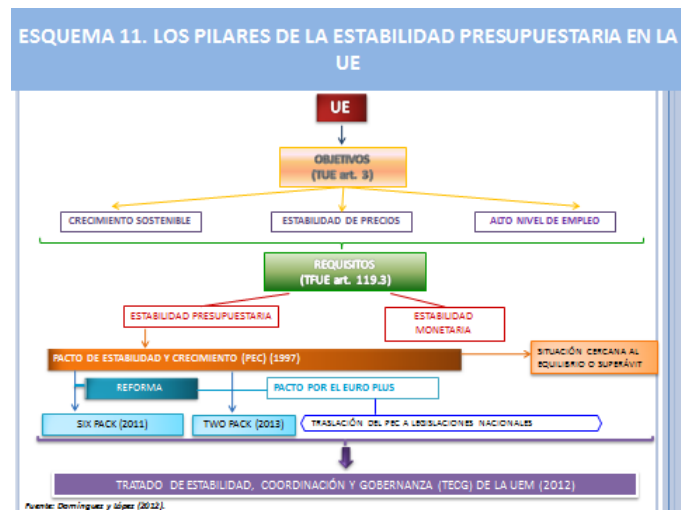 ESQUEMA 11. LOS PILARES DE LA ESTABILIDAD PRESUPUESTARIA EN LA
UE
UE
OBJETIVOS
(TUE art. 3)
CRECIMIENTO SOSTENIBLE
ESTABILIDAD DE PRECIOS
ALTO NIVEL DE EMPLEO
REQUISITOS
(TFUE art. 119.3)
ESTABILIDAD PRESUPUESTARIA
ESTABILIDAD
MONETARIA
PACTO DE ESTABILIDAD Y CRECIMIENTO (PEC) (1997)
SITUACIÓN CERCANA AL
EQUILIBRIO O SUPERÁVIT
REFORMA
PACTO POR EL EURO PLUS
SIX PACK (2011)
TWO PACK (2013)
TRASLACIÓN DEL PEC A LEGISLACIONES NACIONALES
TRATADO DE ESTABILIDAD, COORDINACIÓN Y GOBERNANZA (TECG) DE LA UEM (2012)
Fuente: Domínguez y López (2012).